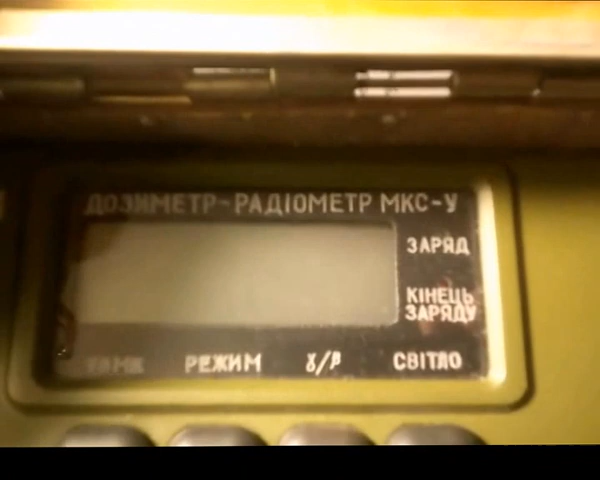 ДОЗИМЕТР-РАДІОМЕТР МКС-У
ЗАРЯД
КІНЕЦЬ
ЗАРЯДУ
РЕЖИМ
γ/β
СВІТЛО